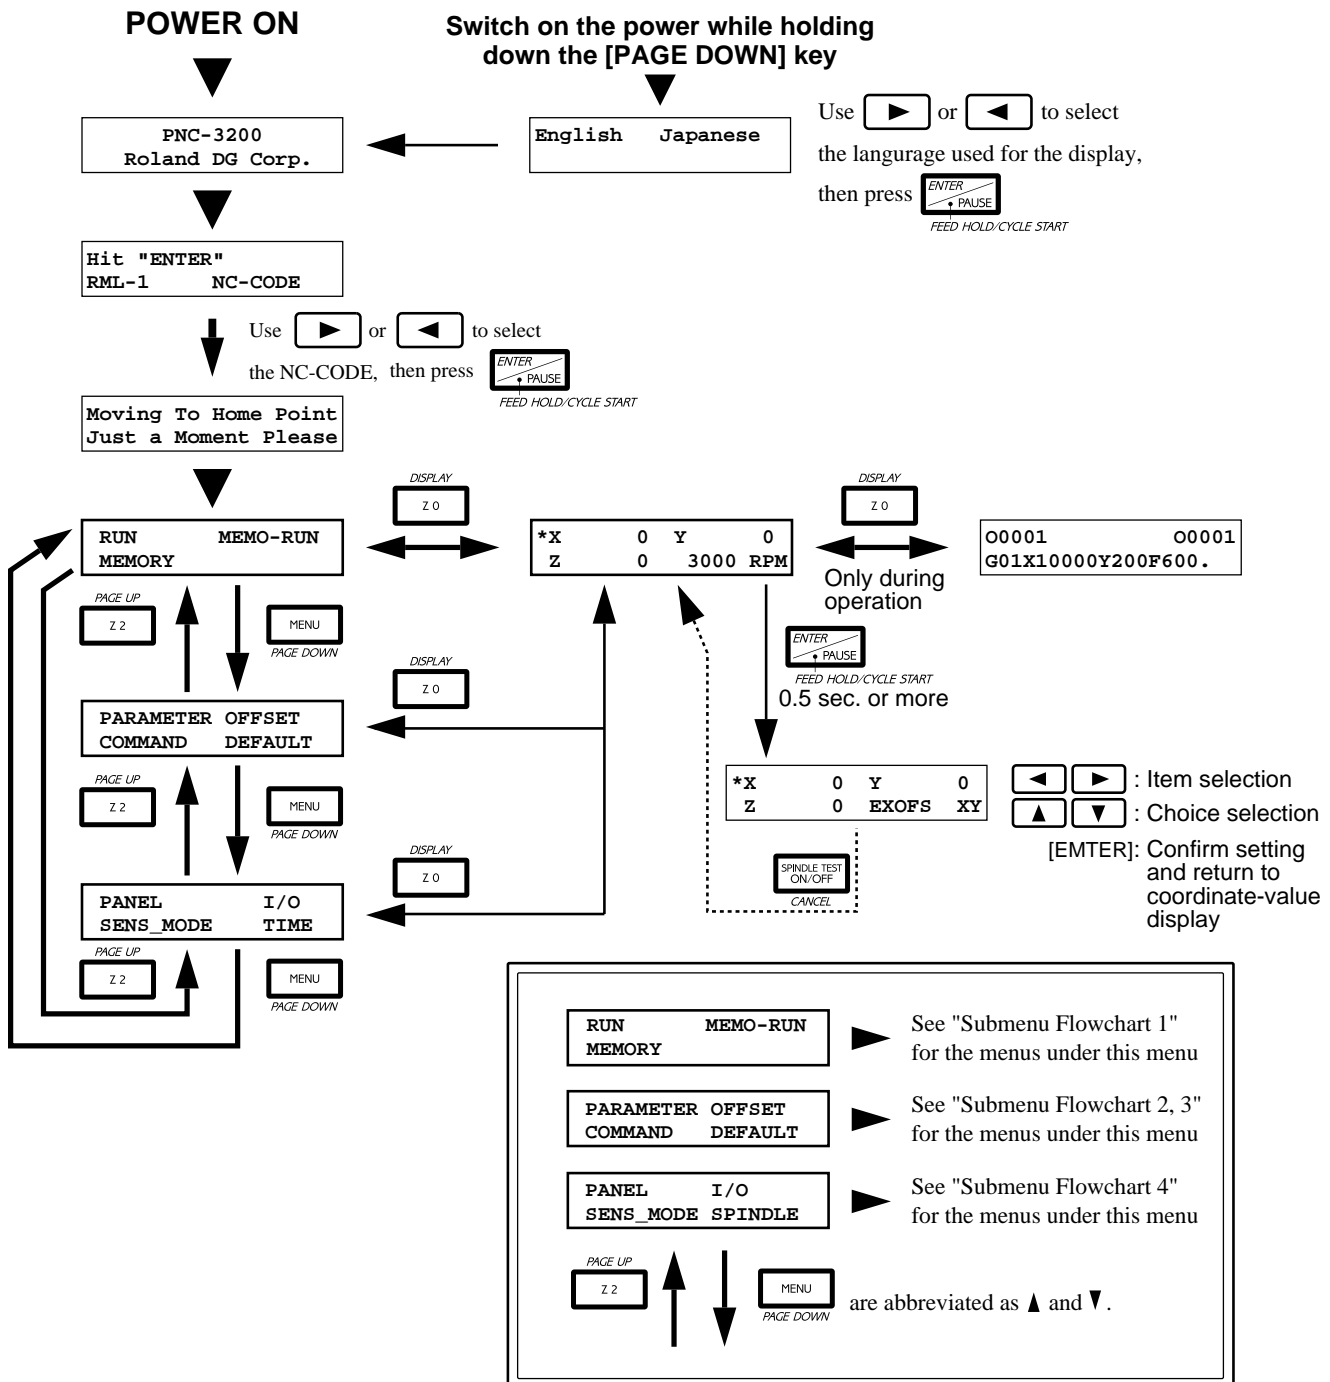 POWER ON
Switch on the power while holding
down the [PAGE DOWN] key
PNC-3200
Roland DG Corp.
English Japanese
Use ▶ or ◀ to select
the langurage used for the display,
then press ENTER PAUSE
FEED HOLD/CYCLE START
Hit "ENTER"
RML-1 NC-CODE
Use ▶ or ◀ to select
the NC-CODE, then press ENTER PAUSE
FEED HOLD/CYCLE START
Moving To Home Point
Just a Moment Please
DISPLAY
Z 0
DISPLAY
Z 0
RUN MEMO-RUN
MEMORY
*X 0 Y 0
Z 0 3000 RPM
O0001 O0001
G01X10000Y200F600.
Only during
operation
PAGE UP
Z 2
MENU
PAGE DOWN
ENTER
PAUSE
FEED HOLD/CYCLE START
0.5 sec. or more
DISPLAY
Z 0
PARAMETER OFFSET
COMMAND DEFAULT
PAGE UP
Z 2
MENU
PAGE DOWN
*X 0 Y 0
Z 0 EXOFS XY
◀ ▶ : Item selection
▲ ▼ : Choice selection
[EMTER]: Confirm setting
and return to
coordinate-value
display
DISPLAY
Z 0
SPINDLE TEST
ON/OFF
CANCEL
PANEL I/O
SENS_MODE TIME
PAGE UP
Z 2
MENU
PAGE DOWN
RUN MEMO-RUN
MEMORY
See "Submenu Flowchart 1"
for the menus under this menu
PARAMETER OFFSET
COMMAND DEFAULT
See "Submenu Flowchart 2, 3"
for the menus under this menu
PANEL I/O
SENS_MODE SPINDLE
See "Submenu Flowchart 4"
for the menus under this menu
PAGE UP
Z 2
MENU
PAGE DOWN
are abbreviated as ▲ and ▼.